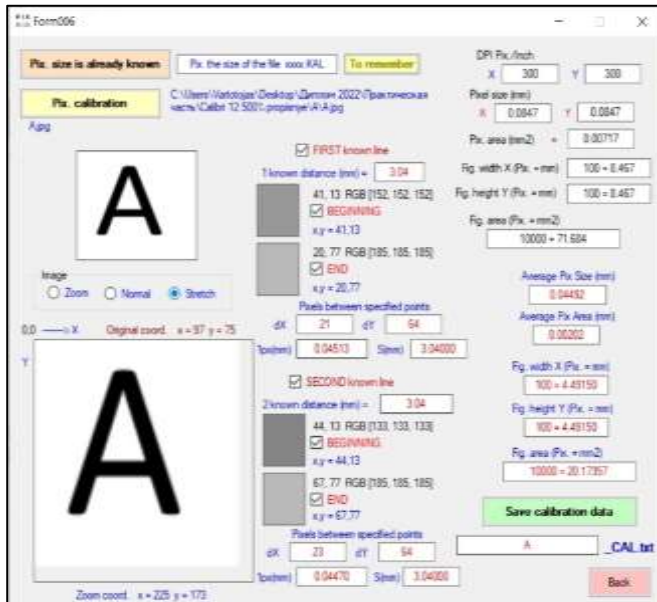 Form006
Pix. size is already known
Pix. the size of the file xxxx.KAL
To remember
Pix. calibration
A.jpg
FIRST known line
1 known distance (mm) = 3.04
41, 13 RGB [152, 152, 152]
BEGINNING
x,y = 41,13
20, 77 RGB [185, 185, 185]
END
x,y = 20,77
Pixels between specified points
dX 21 dY 64
1px(mm) 0.04513 S(mm) 3.04000
A
Image
Zoom Normal Stretch
0;0 X Original coord. x = 97 y = 75
Y
A
Zoom coord. x = 225 y = 173
SECOND known line
2 known distance (mm) = 3.04
44, 13 RGB [133, 133, 133]
BEGINNING
x,y = 44,13
67, 77 RGB [185, 185, 185]
END
x,y = 67,77
Pixels between specified points
dX 23 dY 64
1px(mm) 0.04470 S(mm) 3.04000
DPI Pix./Inch
X 300 Y 300
Pixel size (mm)
X 0.0847 Y 0.0847
Pix. area (mm2) = 0.00717
Fig. width X (Pix. = mm) 100 = 8.467
Fig. height Y (Pix. = mm) 100 = 8.467
Fig. area (Pix. = mm2)
10000 = 71.684
Average Pix Size (mm)
0.04492
Average Pix Area (mm)
0.00202
Fig. width X (Pix. = mm)
100 = 4.49150
Fig. height Y (Pix. = mm)
100 = 4.49150
Fig. area (Pix. = mm2)
10000 = 20.17357
Save calibration data
A _CAL.txt
Back